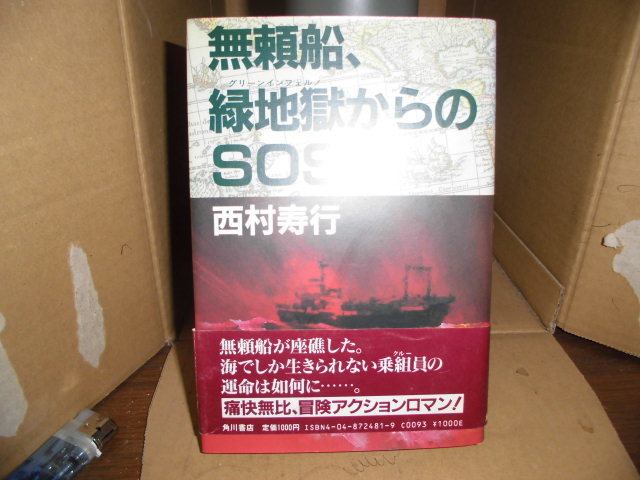 無頼船、
グリーンインフェルノ
緑地獄からの
SOS
西村寿行
無頼船が座礁した。
クルー
海でしか生きられない乗組員の
運命は如何に……。
痛快無比、冒険アクションロマン!
角川書店 定価1000円 ISBN4-04-872481-9 C0093 ¥1000E